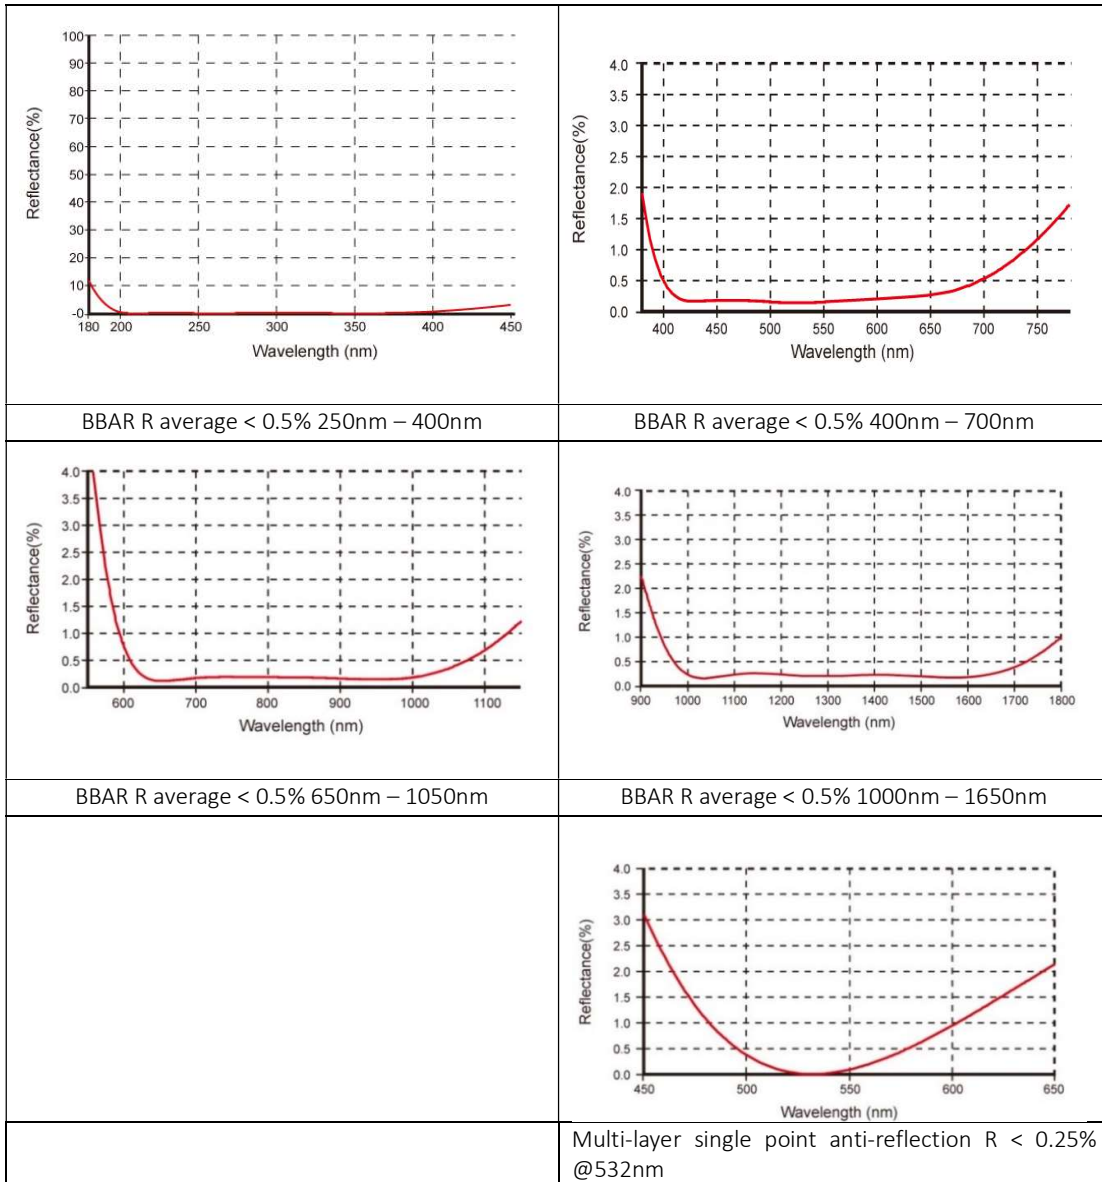 100
90
80
70
60
50
40
30
20
10
-0
Reflectance(%)
180 200 250 300 350 400 450
Wavelength (nm)
4.0
3.5
3.0
2.5
2.0
1.5
1.0
0.5
0.0
Reflectance(%)
400 450 500 550 600 650 700 750
Wavelength (nm)
BBAR R average < 0.5% 250nm – 400nm
BBAR R average < 0.5% 400nm – 700nm
4.0
3.5
3.0
2.5
2.0
1.5
1.0
0.5
0.0
Reflectance(%)
600 700 800 900 1000 1100
Wavelength (nm)
4.0
3.5
3.0
2.5
2.0
1.5
1.0
0.5
0.0
Reflectance(%)
900 1000 1100 1200 1300 1400 1500 1600 1700 1800
Wavelength (nm)
BBAR R average < 0.5% 650nm – 1050nm
BBAR R average < 0.5% 1000nm – 1650nm
4.0
3.5
3.0
2.5
2.0
1.5
1.0
0.5
0.0
Reflectance(%)
450 500 550 600 650
Wavelength (nm)
Multi-layer single point anti-reflection R < 0.25%
@532nm